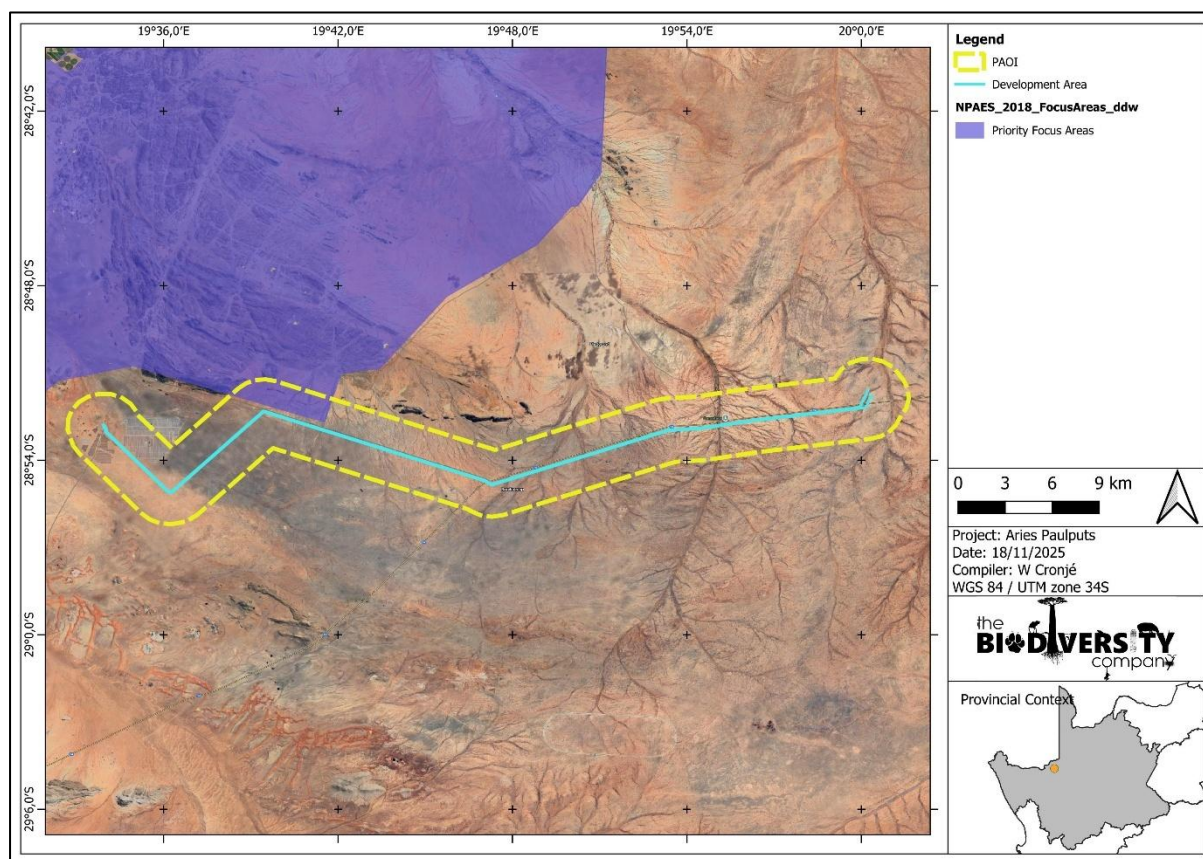 19°36,0'E 19°42,0'E 19°48,0'E 19°54,0'E 20°0,0'E
28°42,0'S
28°48,0'S
28°54,0'S
29°0,0'S
29°6,0'S
Legend
PAOI
Development Area
NPAES_2018_FocusAreas_ddw
Priority Focus Areas
0 3 6 9 km
Project: Aries Paulputs
Date: 18/11/2025
Compiler: W Cronjé
WGS 84 / UTM zone 34S
the
BIODIVERSITY
company
Provincial Context